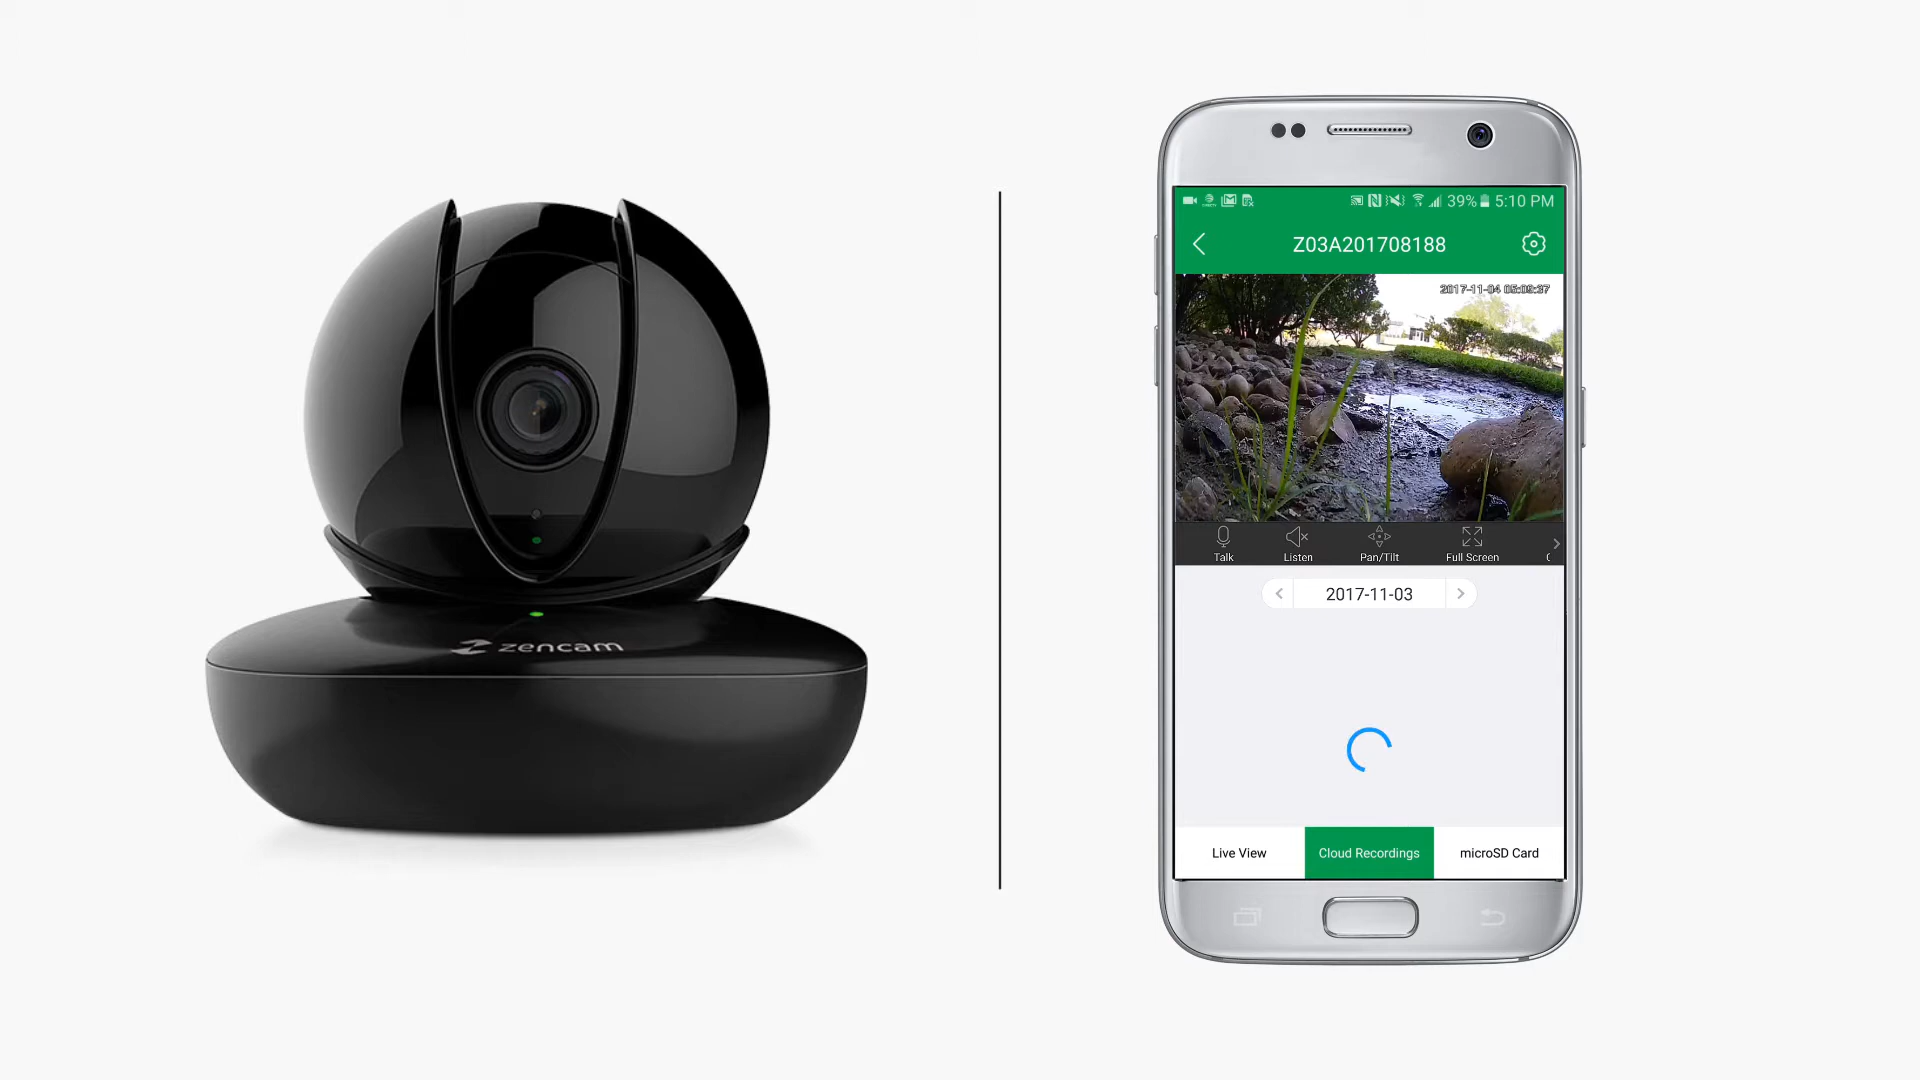 zencam
39% 5:10 PM
Z03A201708188
2017-11-04 05:09:37
Talk Listen Pan/Tilt Full Screen
2017-11-03
Live View Cloud Recordings microSD Card